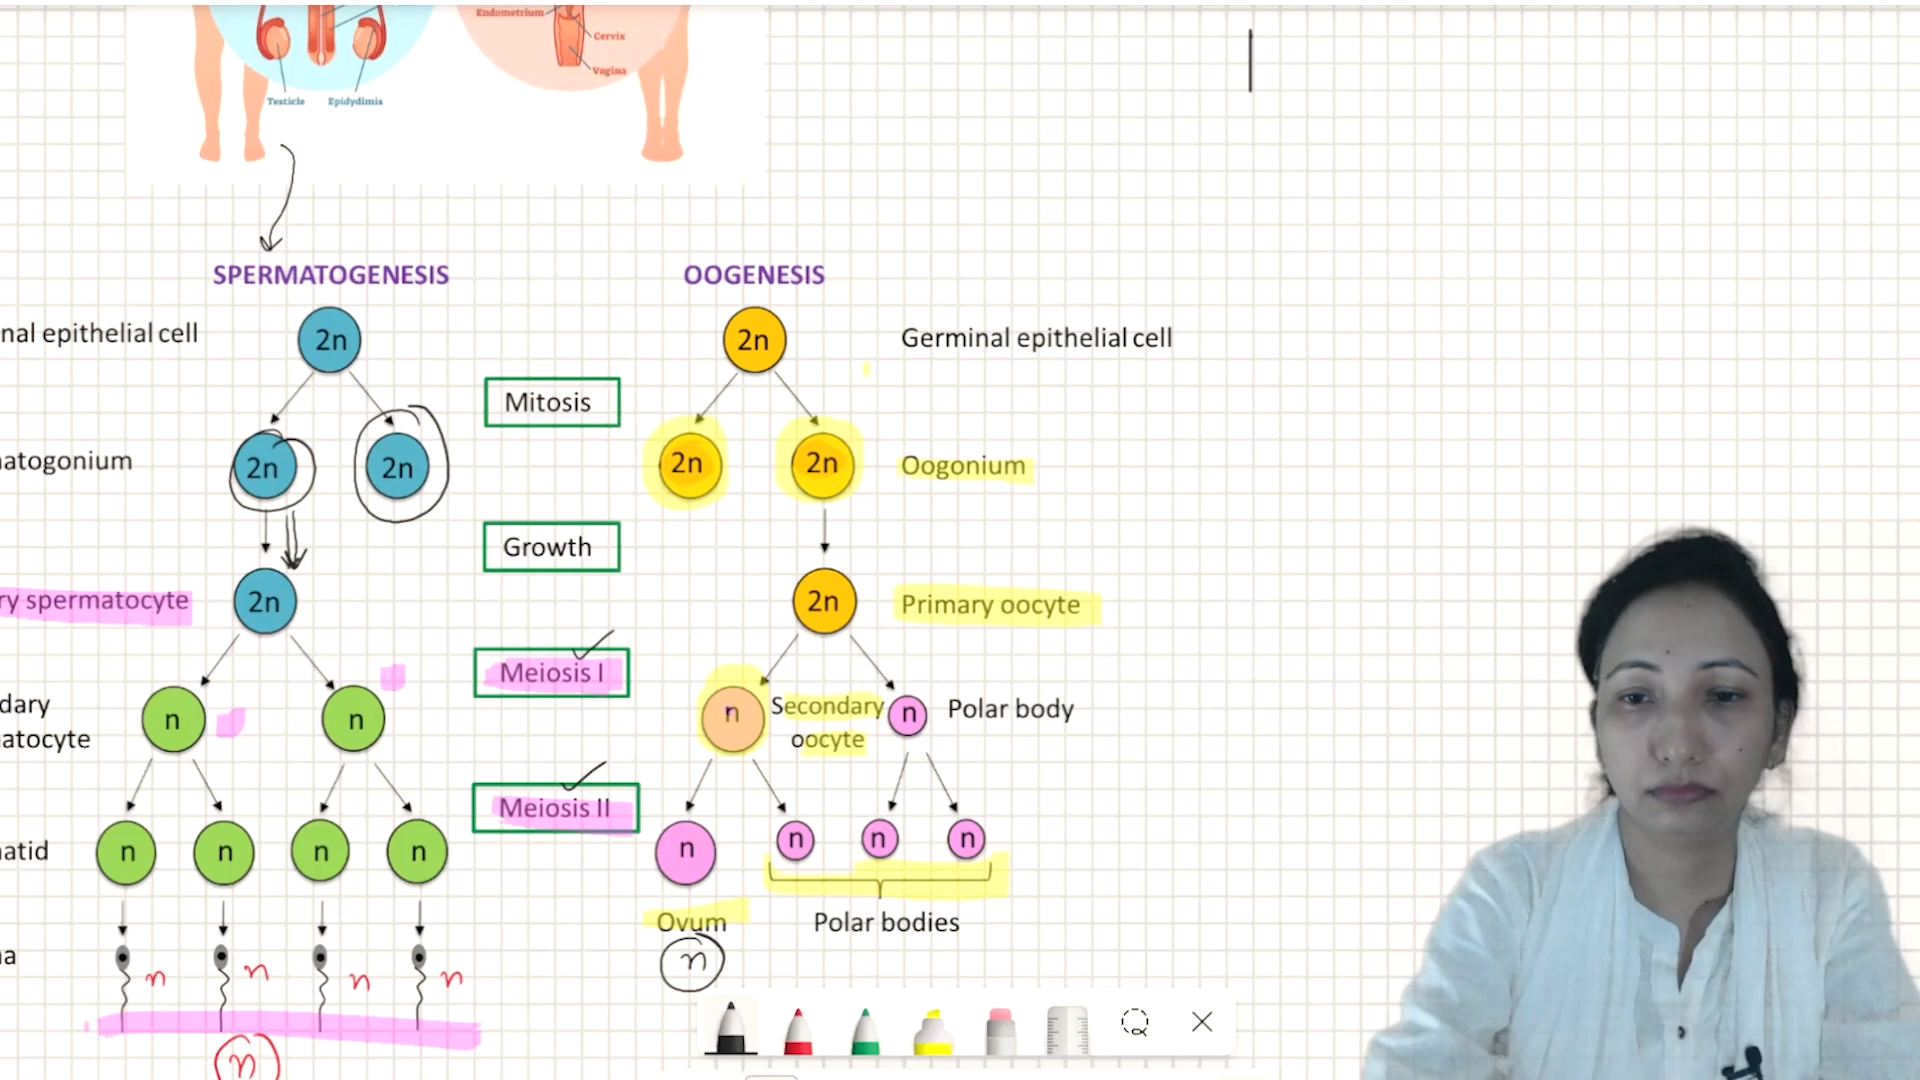 Endometrium
Cervix
Vagina
Testicle Epidydimis
SPERMATOGENESIS OOGENESIS
nal epithelial cell 2n 2n Germinal epithelial cell
Mitosis
atogonium 2n 2n 2n 2n Oogonium
Growth
ry spermatocyte 2n 2n Primary oocyte
Meiosis I
dary n n n Secondary n Polar body
atocyte oocyte
Meiosis II
atid n n n n n n n n
Ovum Polar bodies
a n n n n n
n